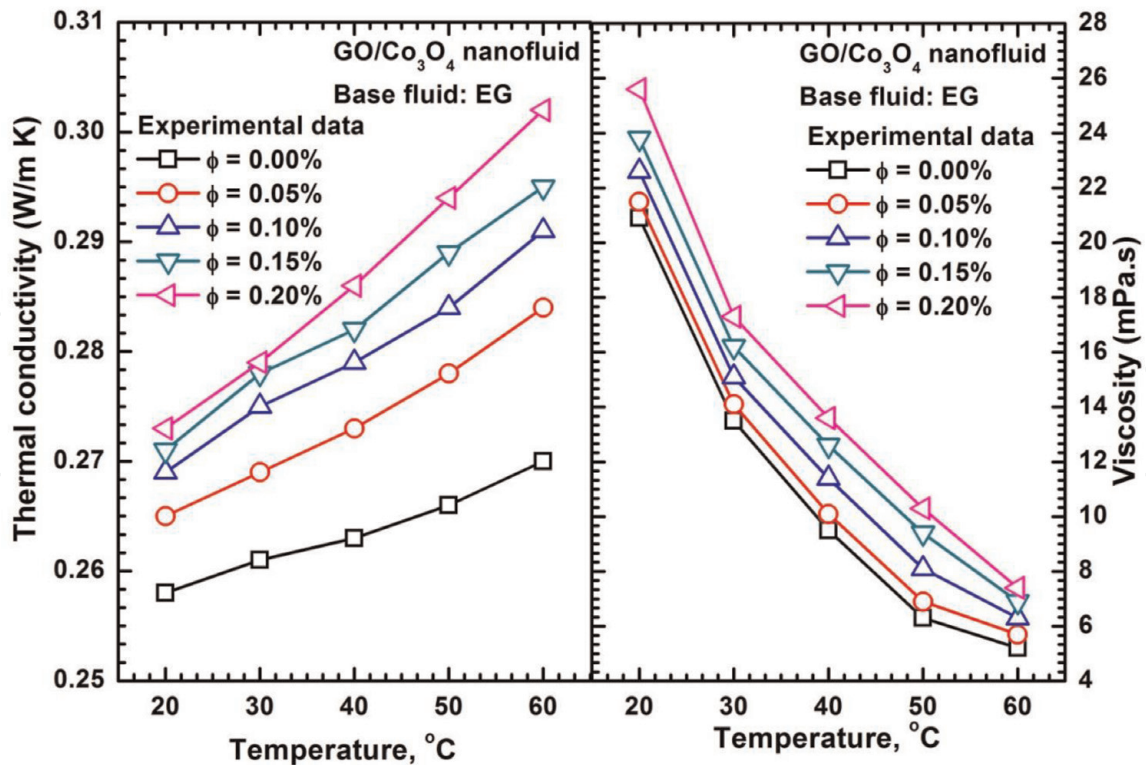 0.31
0.30
0.29
0.28
0.27
0.26
0.25
Thermal conductivity (W/m K)
GO/Co₃O₄ nanofluid
Base fluid: EG
Experimental data
ϕ = 0.00%
ϕ = 0.05%
ϕ = 0.10%
ϕ = 0.15%
ϕ = 0.20%
20 30 40 50 60
Temperature, °C
GO/Co₃O₄ nanofluid
Base fluid: EG
Experimental data
ϕ = 0.00%
ϕ = 0.05%
ϕ = 0.10%
ϕ = 0.15%
ϕ = 0.20%
20 30 40 50 60
Temperature, °C
28
26
24
22
20
18
16
14
12
10
8
6
4
Viscosity (mPa.s)